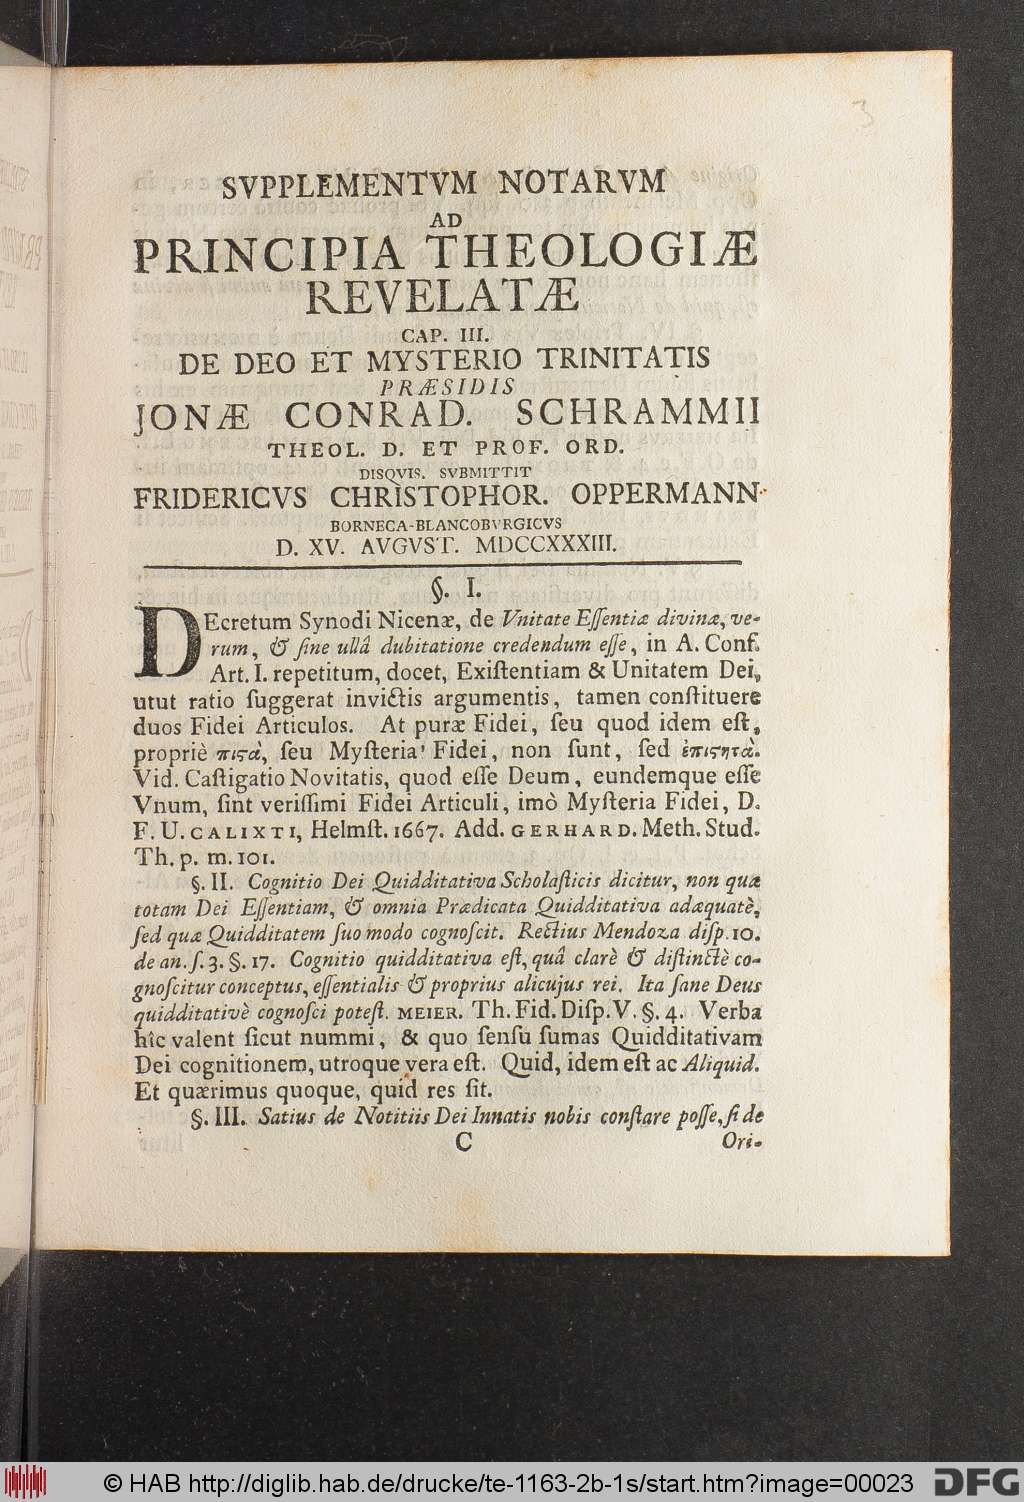 3
SVPPLEMENTVM NOTARVM
AD
PRINCIPIA THEOLOGIÆ
REVELATÆ
CAP. III.
DE DEO ET MYSTERIO TRINITATIS
PRÆSIDIS
JONÆ CONRAD. SCHRAMMII
THEOL. D. ET PROF. ORD.
DISQVIS. SVBMITTIT
FRIDERICVS CHRISTOPHOR. OPPERMANN
BORNECA-BLANCOBVRGICVS
D. XV. AVGVST. MDCCXXXIII.
§. I.
DEcretum Synodi Nicenæ, de Vnitate Eſſentiæ divinæ, ve-
rum, & ſine ullâ dubitatione credendum eſſe, in A. Conf.
Art. I. repetitum, docet, Exiſtentiam & Unitatem Dei,
utut ratio ſuggerat invictis argumentis, tamen conſtituere
duos Fidei Articulos. At puræ Fidei, ſeu quod idem eſt,
propriè πιϛὰ, ſeu Myſteria Fidei, non ſunt, ſed ἐπιϛητὰ.
Vid. Caſtigatio Novitatis, quod eſſe Deum, eundemque eſſe
Vnum, ſint veriſſimi Fidei Articuli, imò Myſteria Fidei, D.
F. U. CALIXTI, Helmſt. 1667. Add. GERHARD. Meth. Stud.
Th. p. m. 101.
§. II. Cognitio Dei Quidditativa Scholaſticis dicitur, non quæ
totam Dei Eſſentiam, & omnia Prædicata Quidditativa adæquatè,
ſed quæ Quidditatem ſuo modo cognoſcit. Rectius Mendoza diſp. 10.
de an. ſ. 3. §. 17. Cognitio quidditativa eſt, quâ clarè & diſtinctè co-
gnoſcitur conceptus, eſſentialis & proprius alicujus rei. Ita ſane Deus
quidditativè cognoſci poteſt. MEIER. Th. Fid. Diſp. V. §. 4. Verba
hîc valent ſicut nummi, & quo ſenſu ſumas Quidditativam
Dei cognitionem, utroque vera eſt. Quid, idem eſt ac Aliquid.
Et quærimus quoque, quid res ſit.
§. III. Satius de Notitiis Dei Innatis nobis conſtare poſſe, ſi de
C Ori-
© HAB http://diglib.hab.de/drucke/te-1163-2b-1s/start.htm?image=00023 DFG